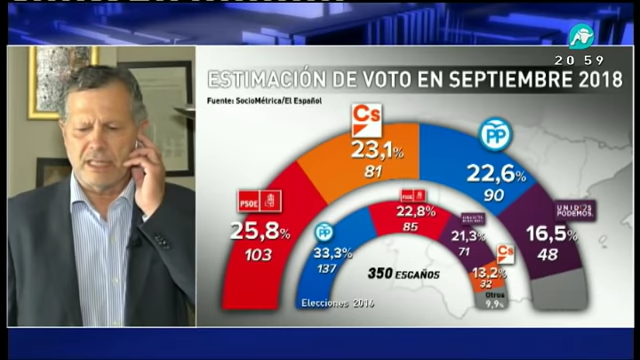 20 59
ESTIMACIÓN DE VOTO EN SEPTIEMBRE 2018
Fuente: SocioMétrica/El Español
Cs
23,1%
81
PP
22,6%
90
PSOE
25,8%
103
UNIDOS
PODEMOS
16,5%
48
PP
33,3%
137
PSOE
22,8%
85
21,3%
71
Cs
13,2%
32
Otros
9,9%
350 ESCAÑOS
Elecciones 2016